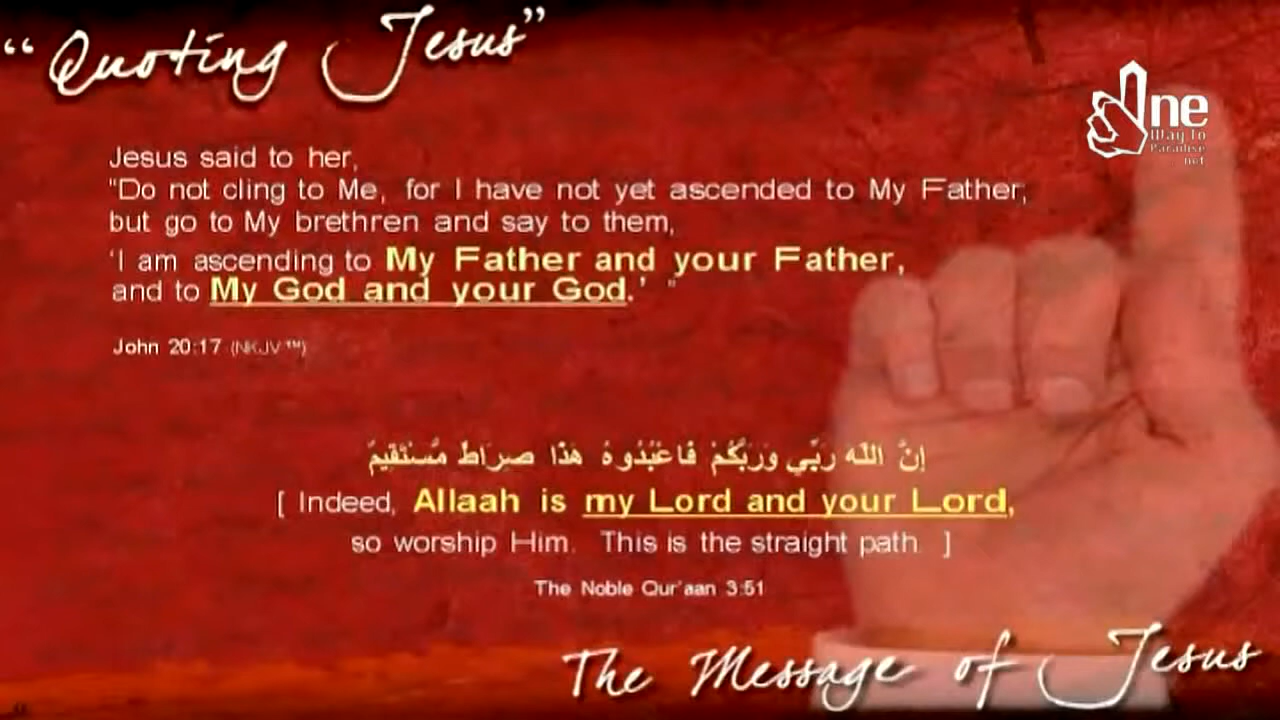 “Quoting Jesus”
One
Way To
Paradise
.net
Jesus said to her,
"Do not cling to Me, for I have not yet ascended to My Father;
but go to My brethren and say to them,
‘I am ascending to My Father and your Father,
and to My God and your God.’ ”
John 20:17 (NKJV™)
إِنَّ اللّهَ رَبِّي وَرَبُّكُمْ فَاعْبُدُوهُ هَذَا صِرَاطٌ مُّسْتَقِيمٌ
[ Indeed, Allaah is my Lord and your Lord,
so worship Him. This is the straight path. ]
The Noble Qur'aan 3:51
The Message of Jesus